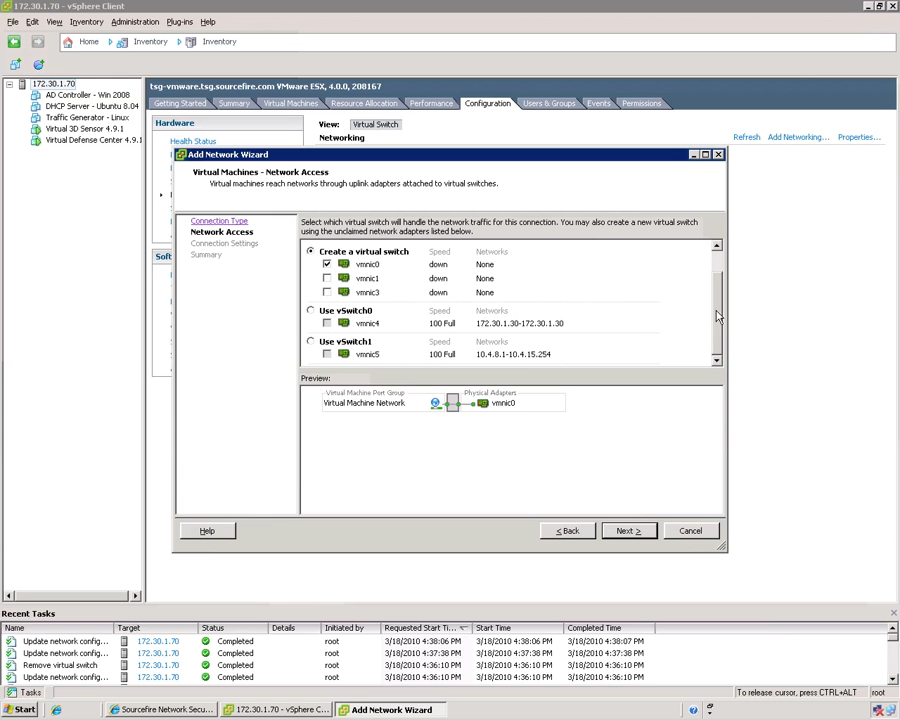 172.30.1.70 - vSphere Client
File Edit View Inventory Administration Plug-ins Help
Home Inventory Inventory
172.30.1.70
AD Controller - Win 2008
DHCP Server - Ubuntu 8.04
Traffic Generator - Linux
Virtual 3D Sensor 4.9.1
Virtual Defense Center 4.9.1
tsg-vmware.tsg.sourcefire.com VMware ESX, 4.0.0, 208167
Getting Started Summary Virtual Machines Resource Allocation Performance Configuration Users & Groups Events Permissions
Hardware
Health Status
View: Virtual Switch
Networking
Refresh Add Networking... Properties...
Soft
Add Network Wizard
Virtual Machines - Network Access
Virtual machines reach networks through uplink adapters attached to virtual switches.
Connection Type
Network Access
Connection Settings
Summary
Select which virtual switch will handle the network traffic for this connection. You may also create a new virtual switch
using the unclaimed network adapters listed below.
Create a virtual switch Speed Networks
vmnic0 down None
vmnic1 down None
vmnic3 down None
Use vSwitch0 Speed Networks
vmnic4 100 Full 172.30.1.30-172.30.1.30
Use vSwitch1 Speed Networks
vmnic5 100 Full 10.4.8.1-10.4.15.254
Preview:
Virtual Machine Port Group Physical Adapters
Virtual Machine Network vmnic0
Help < Back Next > Cancel
Recent Tasks
Name Target Status Details Initiated by Requested Start Ti... Start Time Completed Time
Update network config... 172.30.1.70 Completed root 3/18/2010 4:38:06 PM 3/18/2010 4:38:06 PM 3/18/2010 4:38:07 PM
Update network config... 172.30.1.70 Completed root 3/18/2010 4:37:38 PM 3/18/2010 4:37:38 PM 3/18/2010 4:37:38 PM
Remove virtual switch 172.30.1.70 Completed root 3/18/2010 4:36:10 PM 3/18/2010 4:36:10 PM 3/18/2010 4:36:10 PM
Update network config... 172.30.1.70 Completed root 3/18/2010 4:36:10 PM 3/18/2010 4:36:10 PM 3/18/2010 4:36:10 PM
Tasks To release cursor, press CTRL+ALT root
Start Sourcefire Network Secu... 172.30.1.70 - vSphere C... Add Network Wizard